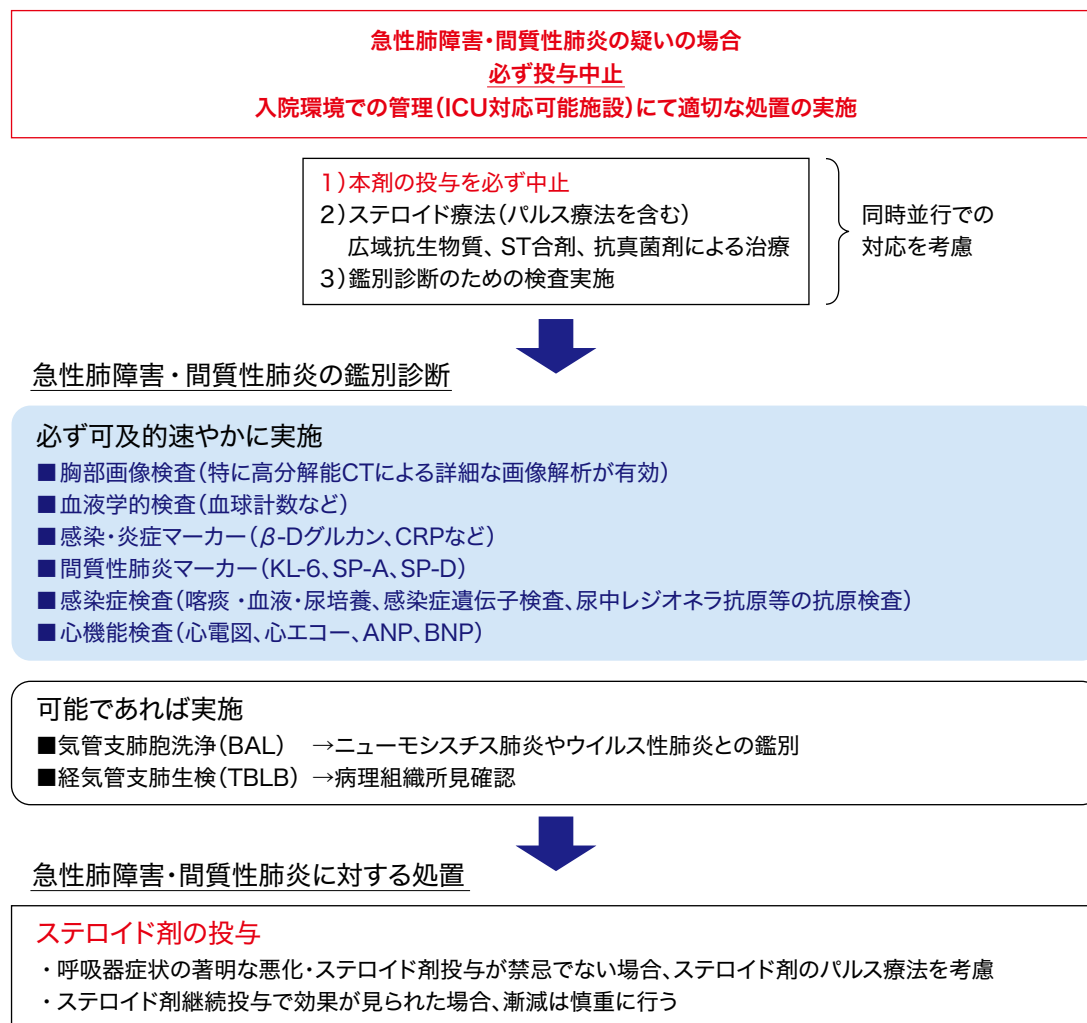 急性肺障害・間質性肺炎の疑いの場合
必ず投与中止
入院環境での管理（ICU対応可能施設）にて適切な処置の実施
1）本剤の投与を必ず中止
2）ステロイド療法（パルス療法を含む）
広域抗生物質、ST合剤、抗真菌剤による治療
3）鑑別診断のための検査実施
同時並行での
対応を考慮
急性肺障害・間質性肺炎の鑑別診断
必ず可及的速やかに実施
■胸部画像検査（特に高分解能CTによる詳細な画像解析が有効）
■血液学的検査（血球計数など）
■感染・炎症マーカー（β-Dグルカン、CRPなど）
■間質性肺炎マーカー（KL-6、SP-A、SP-D）
■感染症検査（喀痰・血液・尿培養、感染症遺伝子検査、尿中レジオネラ抗原等の抗原検査）
■心機能検査（心電図、心エコー、ANP、BNP）
可能であれば実施
■気管支肺胞洗浄（BAL） →ニューモシスチス肺炎やウイルス性肺炎との鑑別
■経気管支肺生検（TBLB） →病理組織所見確認
急性肺障害・間質性肺炎に対する処置
ステロイド剤の投与
・呼吸器症状の著明な悪化・ステロイド剤投与が禁忌でない場合、ステロイド剤のパルス療法を考慮
・ステロイド剤継続投与で効果が見られた場合、漸減は慎重に行う